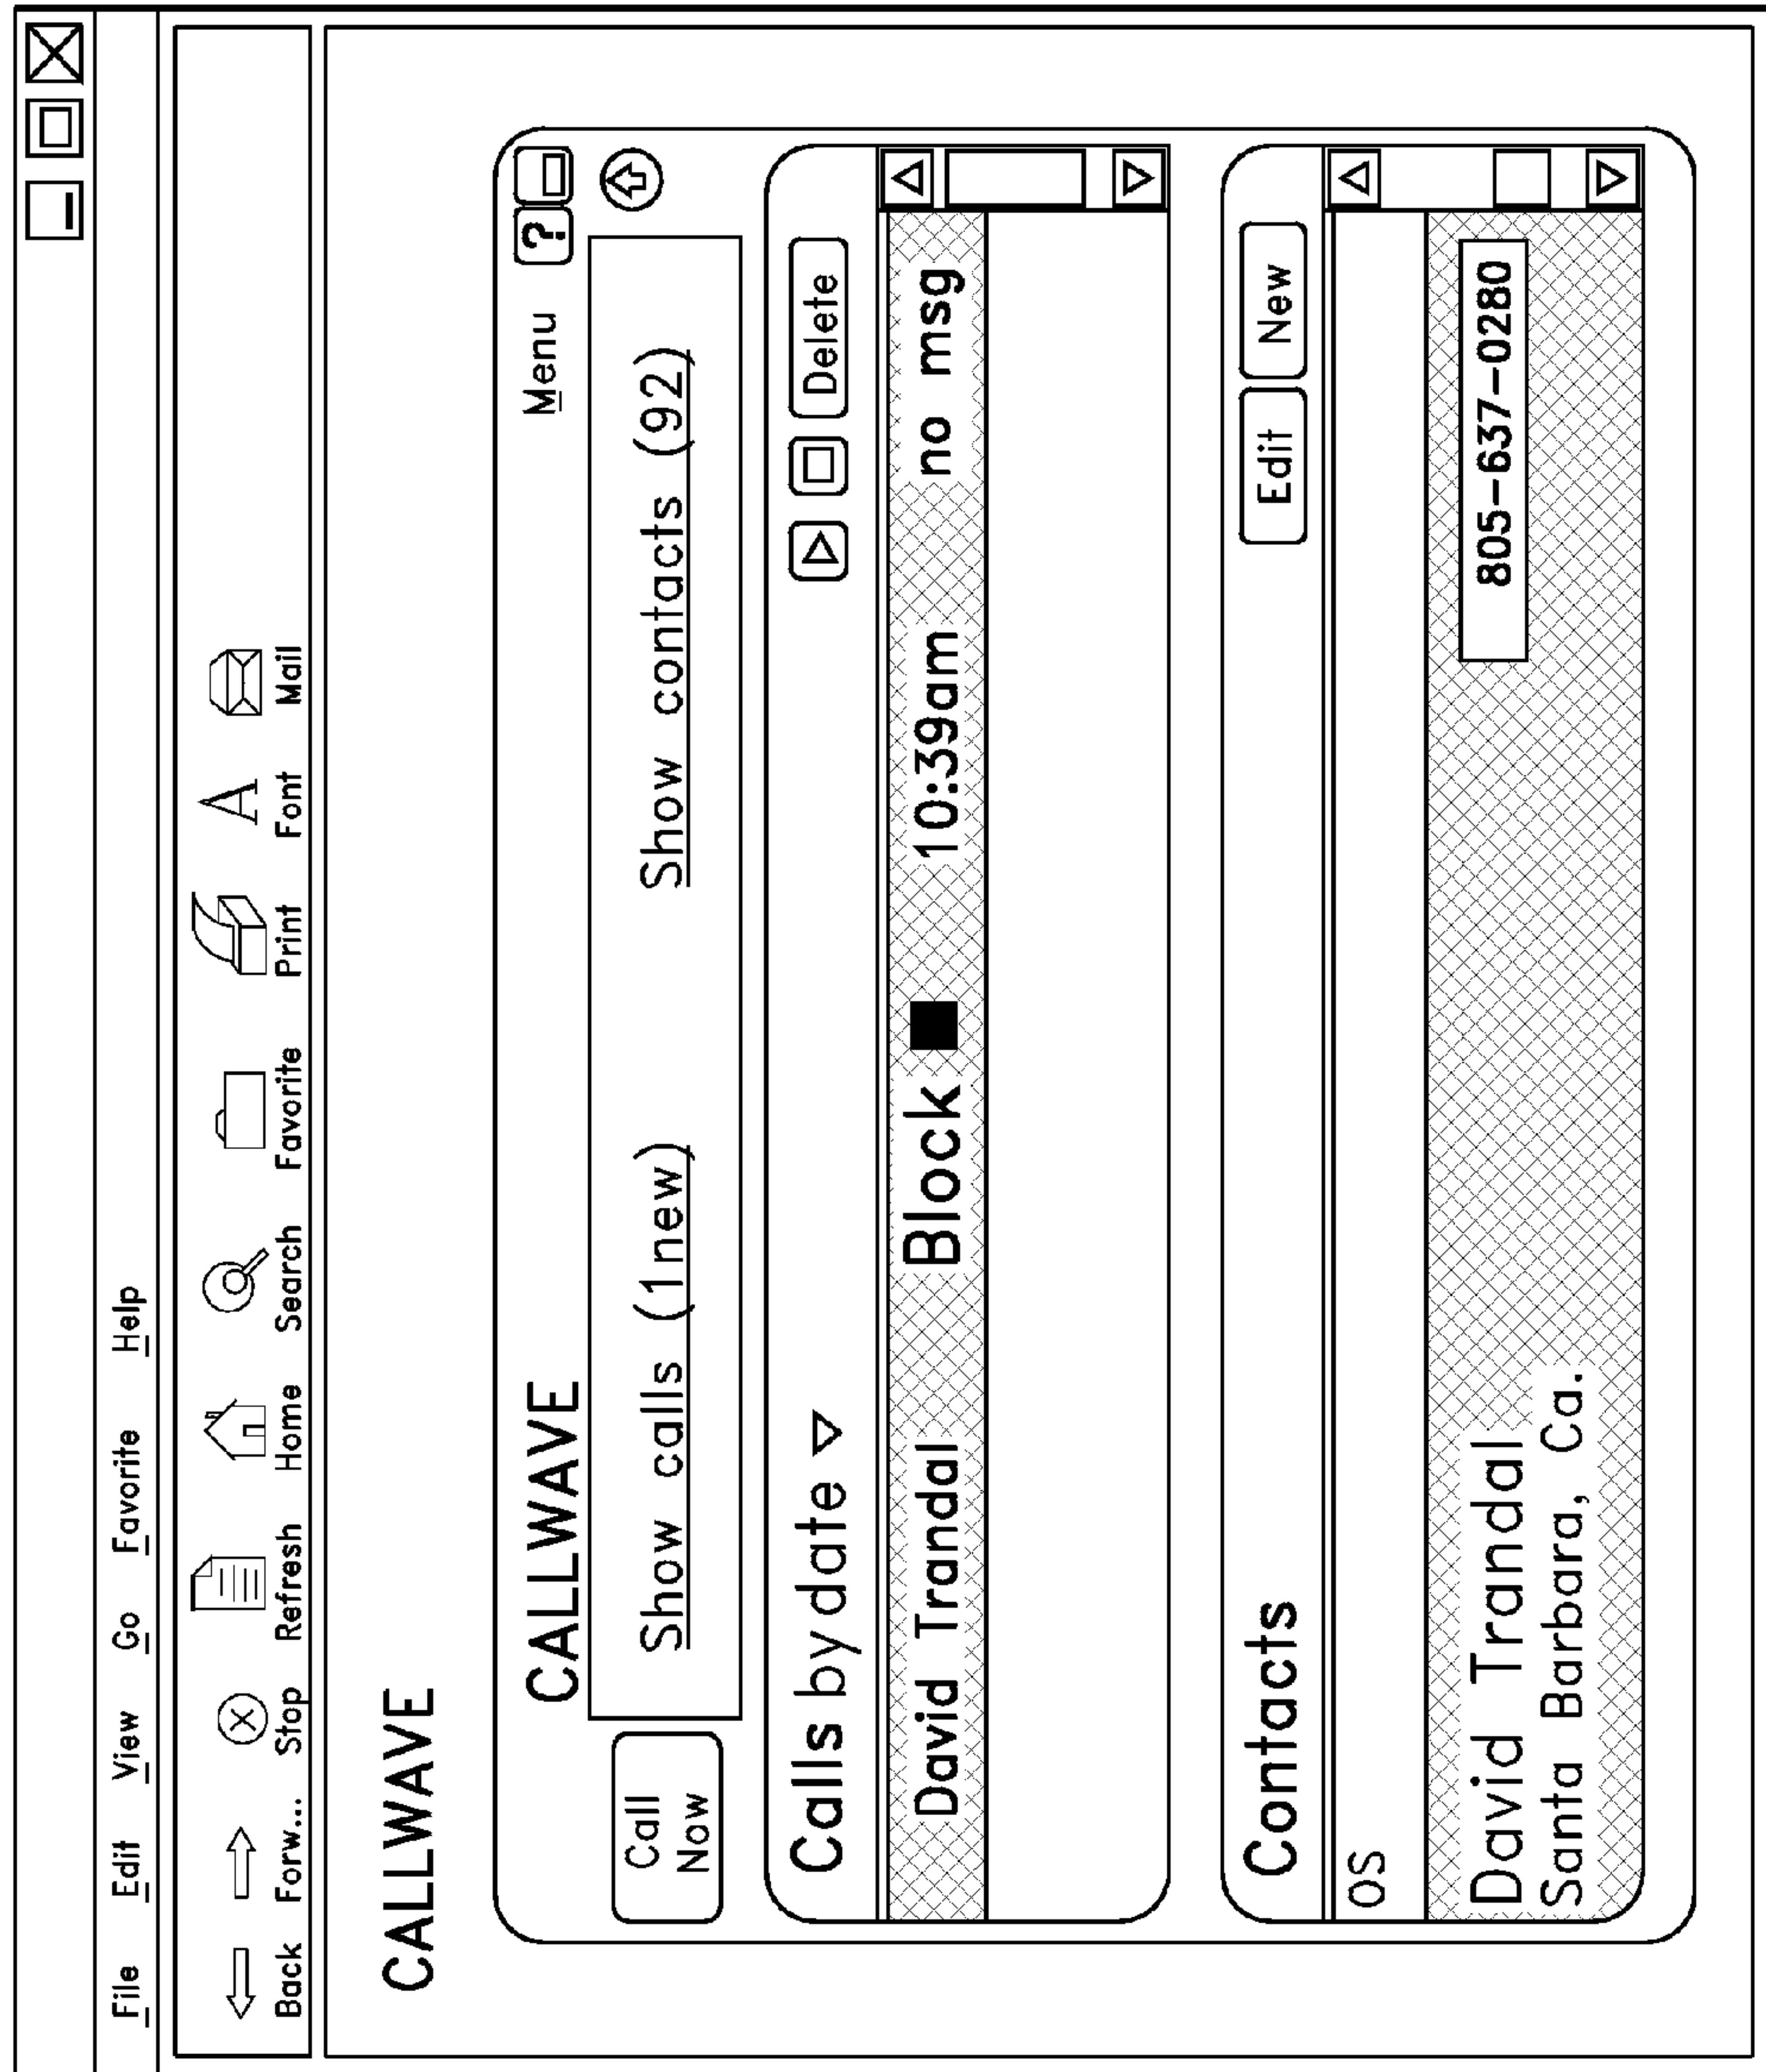 File Edit View Go Favorite Help
Back Forw... Stop Refresh Home Search Favorite Print Font Mail
CALLWAVE
CALLWAVE Menu ?
Call Now
Show calls (1new) Show contacts (92)
Calls by date Delete
David Trandal Block 10:39am no msg
Contacts Edit New
OS
David Trandal 805-637-0280
Santa Barbara, Ca.